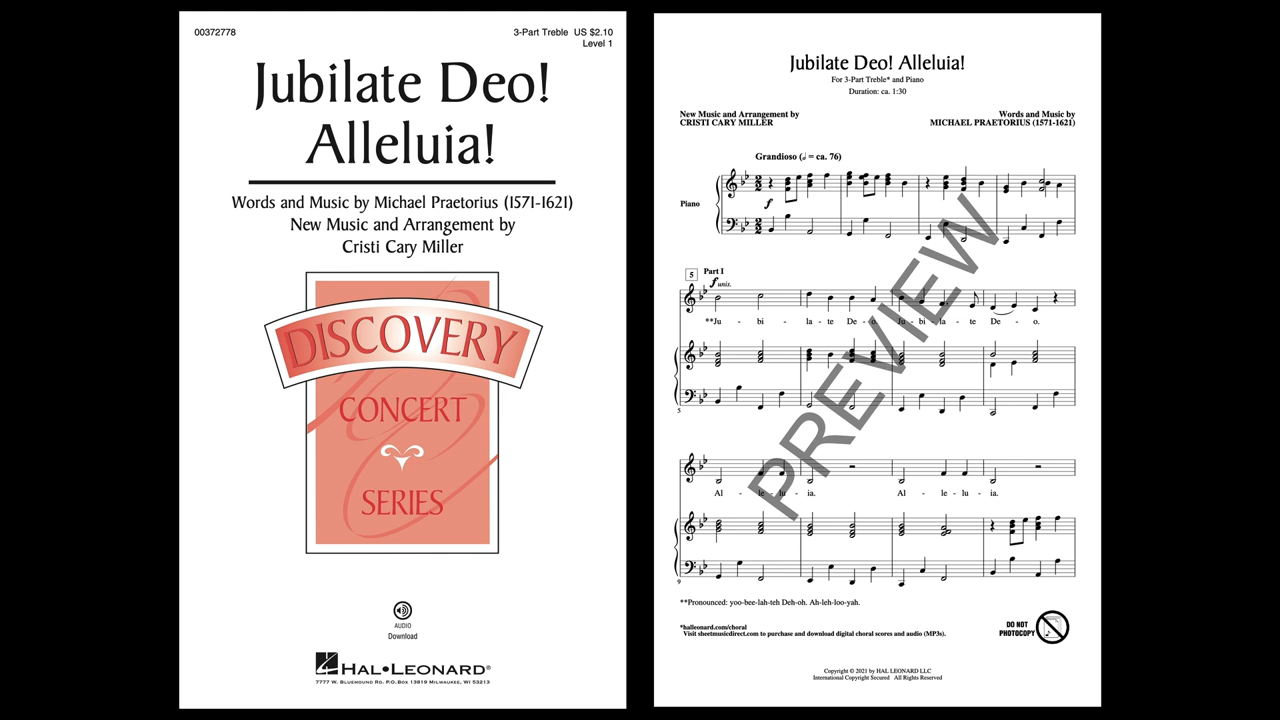 00372778
3-Part Treble US $2.10
Level 1
Jubilate Deo!
Alleluia!
Words and Music by Michael Praetorius (1571-1621)
New Music and Arrangement by
Cristi Cary Miller
DISCOVERY
CONCERT
SERIES
AUDIO
Download
HAL•LEONARD®
7777 W. BLUEMOUND RD. P.O. BOX 13819 MILWAUKEE, WI 53213
Jubilate Deo! Alleluia!
For 3-Part Treble* and Piano
Duration: ca. 1:30
New Music and Arrangement by
CRISTI CARY MILLER
Words and Music by
MICHAEL PRAETORIUS (1571-1621)
Grandioso (𝅗𝅥 = ca. 76)
Piano
f
5
Part I
f unis.
**Ju - bi - la - te De - o. Ju - bi - la - te De - o.
5
PREVIEW
Al - le - lu - ia. Al - le - lu - ia.
9
**Pronounced: yoo-bee-lah-teh Deh-oh. Ah-leh-loo-yah.
*halleonard.com/choral
Visit sheetmusicdirect.com to purchase and download digital choral scores and audio (MP3s).
DO NOT
PHOTOCOPY
Copyright © 2021 by HAL LEONARD LLC
International Copyright Secured All Rights Reserved